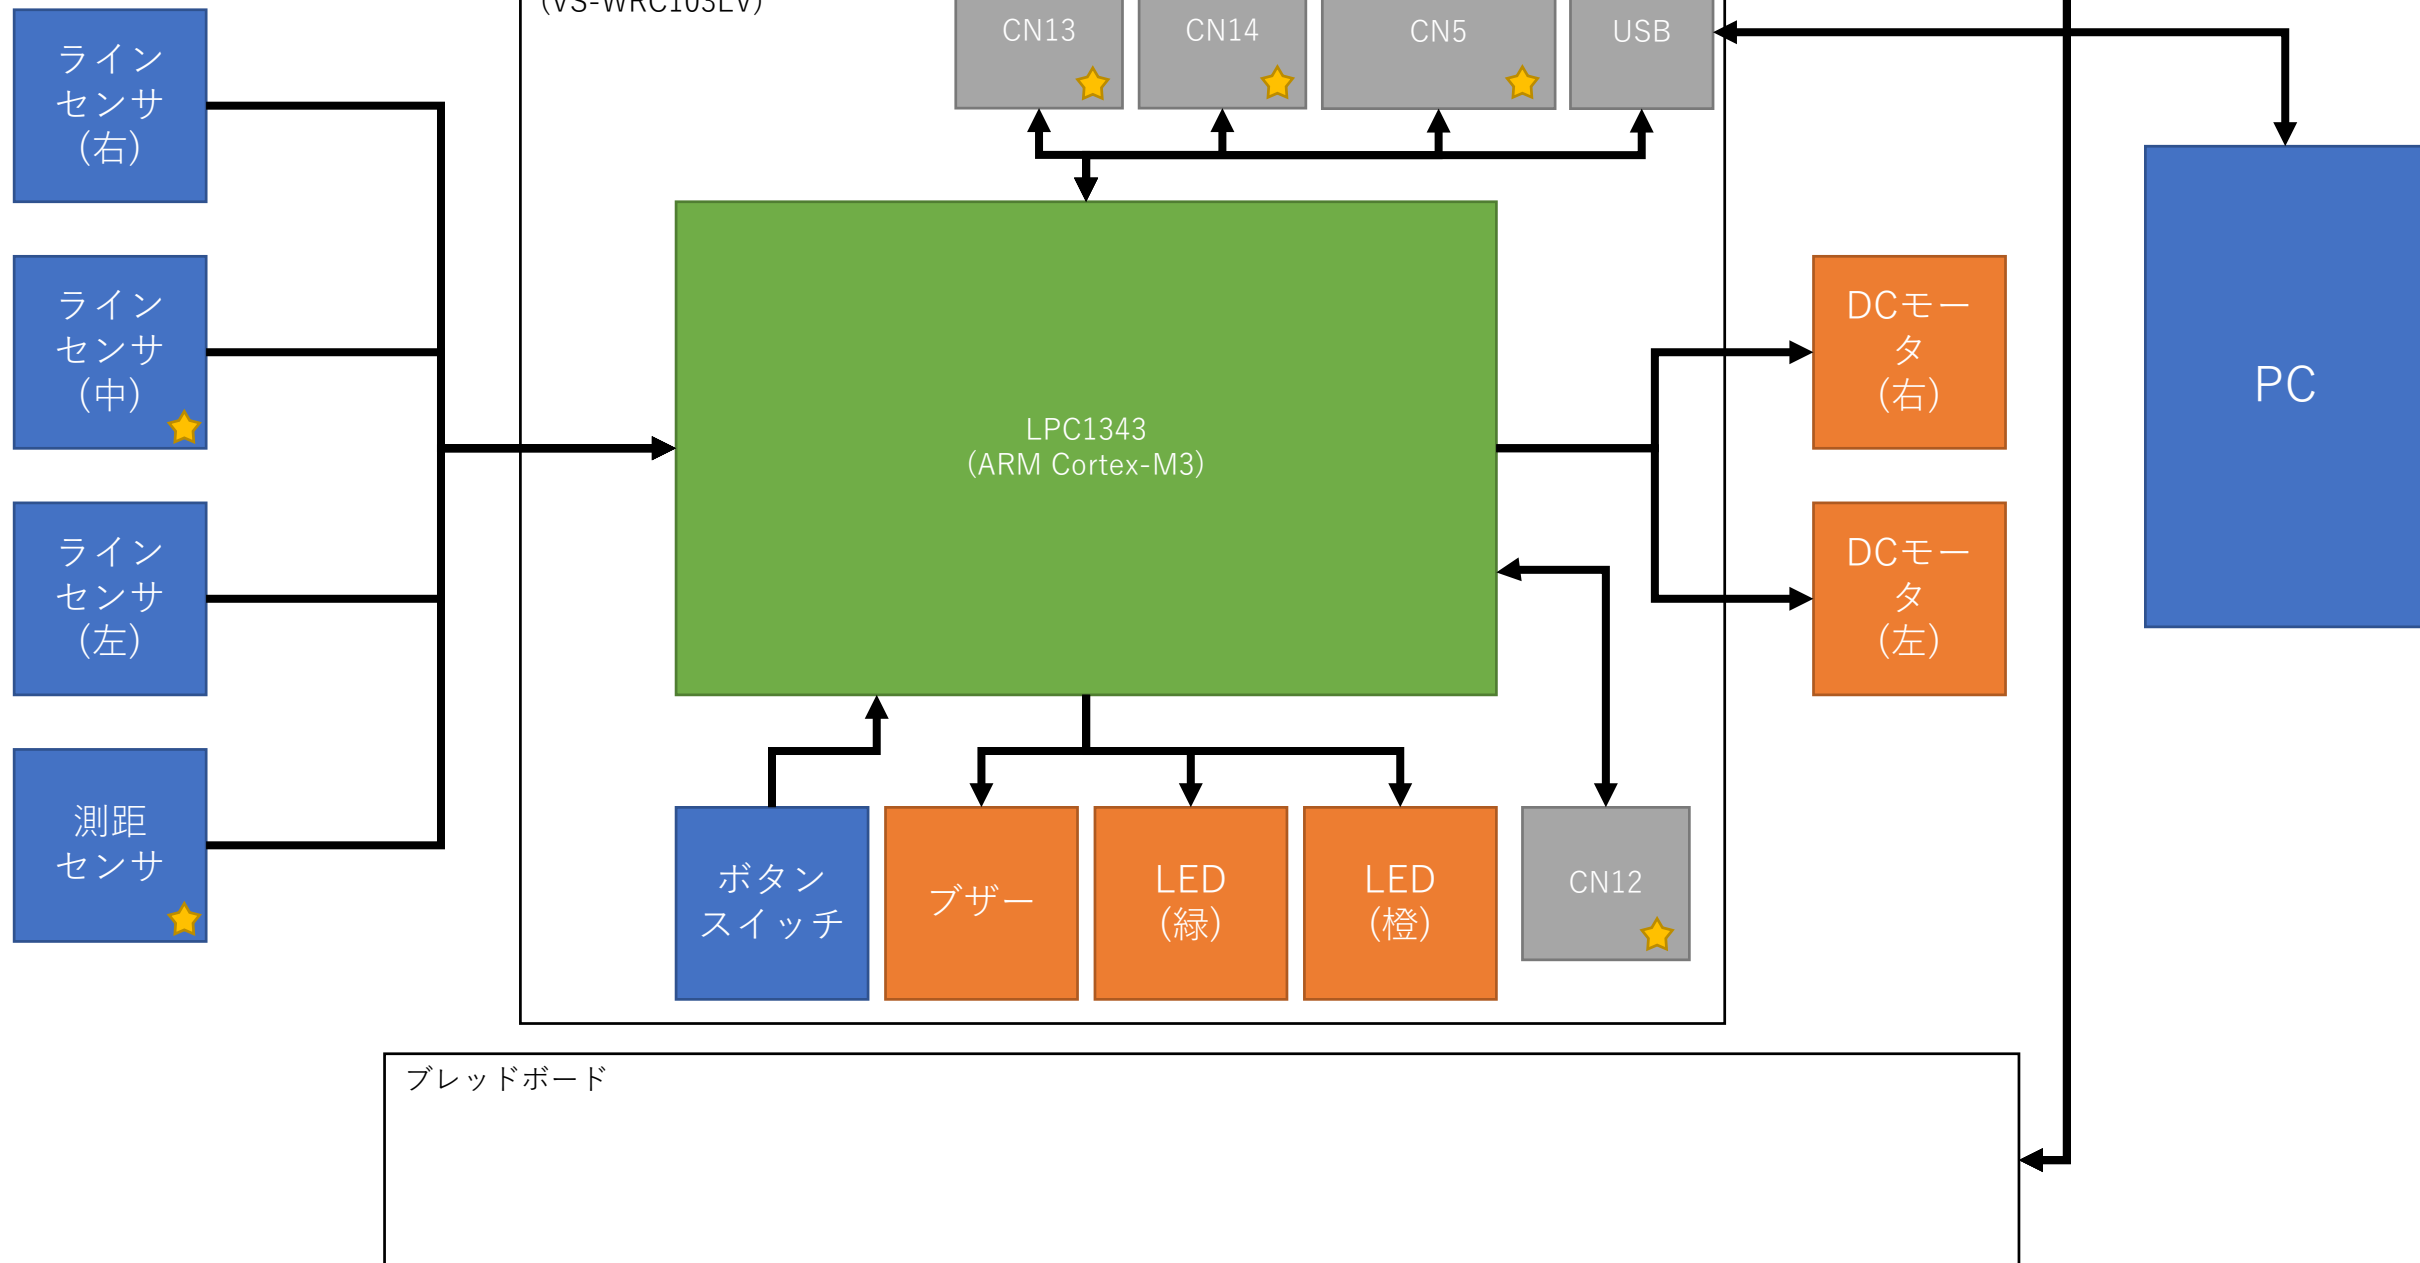 (VS-WRC103LV)
CN13
CN14
CN5
USB
ライン
センサ
(右)
ライン
センサ
(中)
ライン
センサ
(左)
測距
センサ
LPC1343
(ARM Cortex-M3)
DCモー
タ
(右)
DCモー
タ
(左)
PC
ボタン
スイッチ
ブザー
LED
(緑)
LED
(橙)
CN12
ブレッドボード